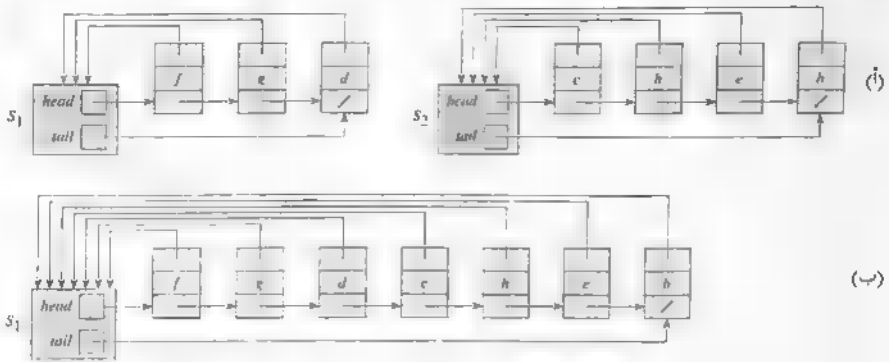 f g d c h e b (أ)
head head
S₁ S₂
tail tail
f g d c h e b (ب)
head
S₁
tail